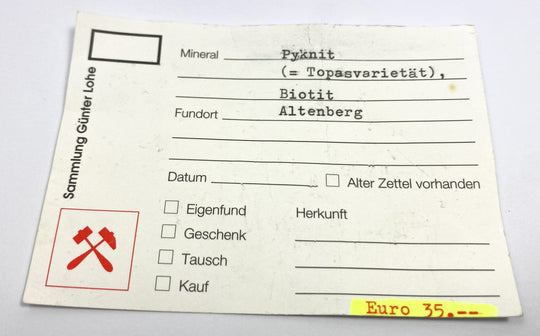 Sammlung Günter Lohe
Mineral Pyknit
(= Topasvarietät),
Biotit
Fundort Altenberg
Datum
Alter Zettel vorhanden
Eigenfund
Geschenk
Tausch
Kauf
Herkunft
Euro 35.--